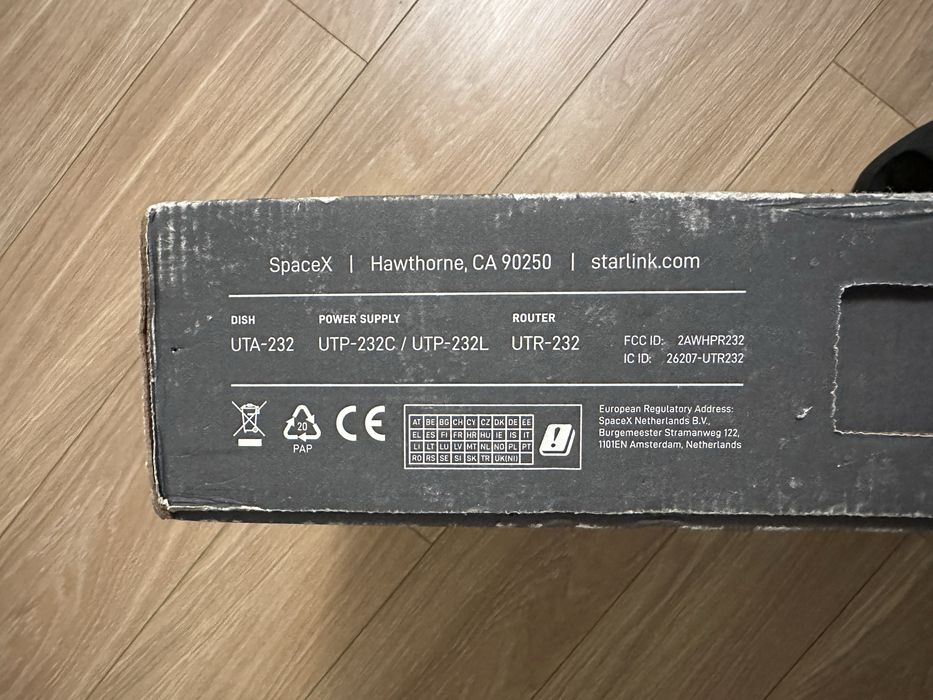 SpaceX | Hawthorne, CA 90250 | starlink.com
DISH POWER SUPPLY ROUTER
UTA-232 UTP-232C / UTP-232L UTR-232
FCC ID: 2AWHPR232
IC ID: 26207-UTR232
20
PAP
CE
AT BE BG CH CY CZ DK DE EE
EL ES FI FR HR HU IE IS IT
LI LT LU LV MT NL NO PL PT
RO RS SE SI SK TR UK(NI)
European Regulatory Address:
SpaceX Netherlands B.V.,
Burgemeester Stramanweg 122,
1101EN Amsterdam, Netherlands